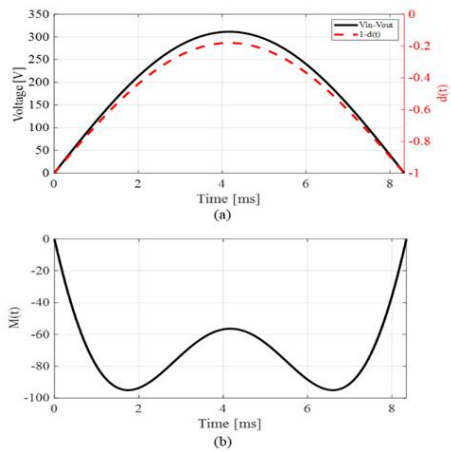 350
300
250
200
150
100
50
0
Voltage[V]
Vin-Vout
1-d(t)
0
-0.2
-0.4
-0.6
-0.8
-1
d(t)
0 2 4 6 8
Time [ms]
(a)
0
-20
-40
-60
-80
-100
M(t)
0 2 4 6 8
Time [ms]
(b)